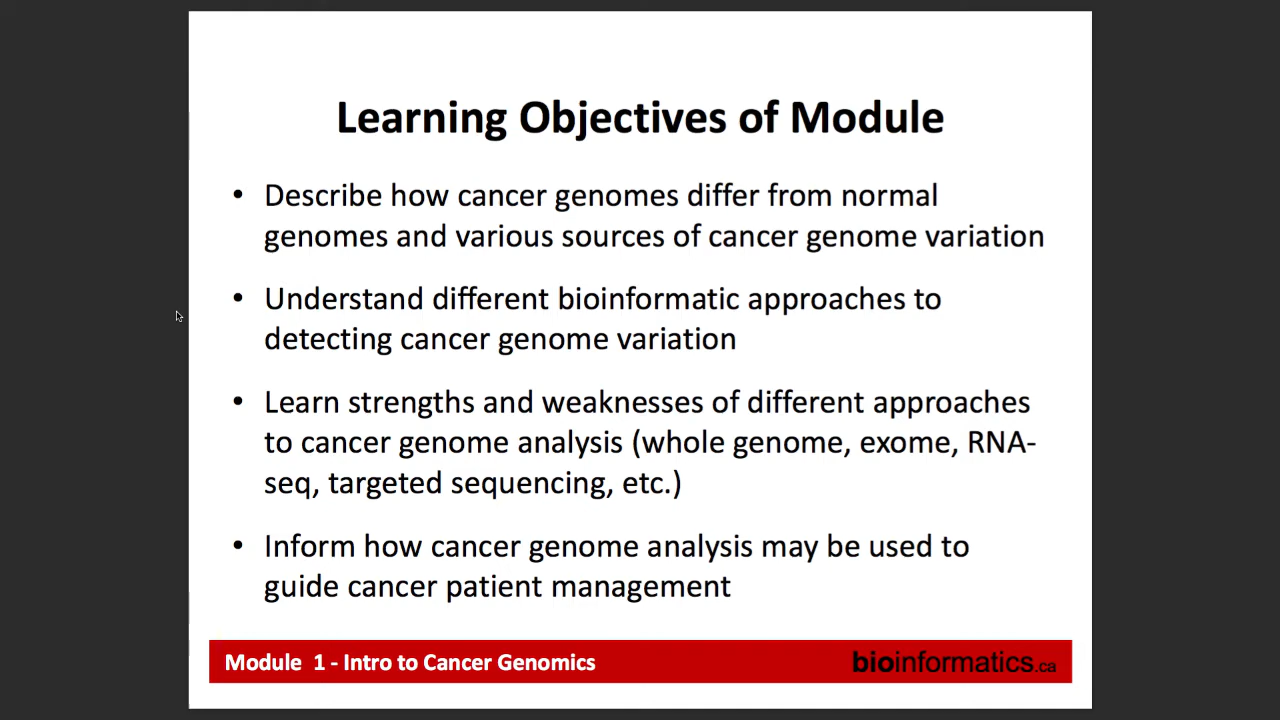 Learning Objectives of Module
• Describe how cancer genomes differ from normal
genomes and various sources of cancer genome variation
• Understand different bioinformatic approaches to
detecting cancer genome variation
• Learn strengths and weaknesses of different approaches
to cancer genome analysis (whole genome, exome, RNA-
seq, targeted sequencing, etc.)
• Inform how cancer genome analysis may be used to
guide cancer patient management
Module 1 - Intro to Cancer Genomics
bioinformatics.ca